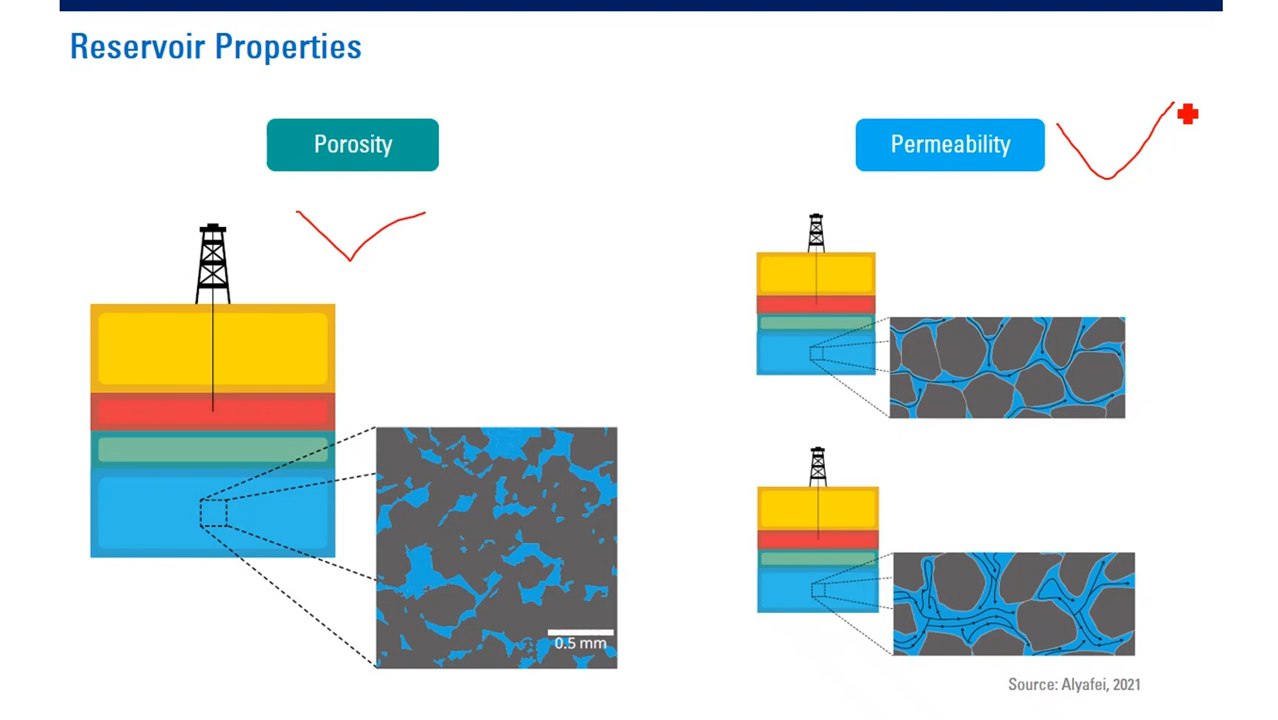 Reservoir Properties
Porosity
Permeability
0.5 mm
Source: Alyafei, 2021